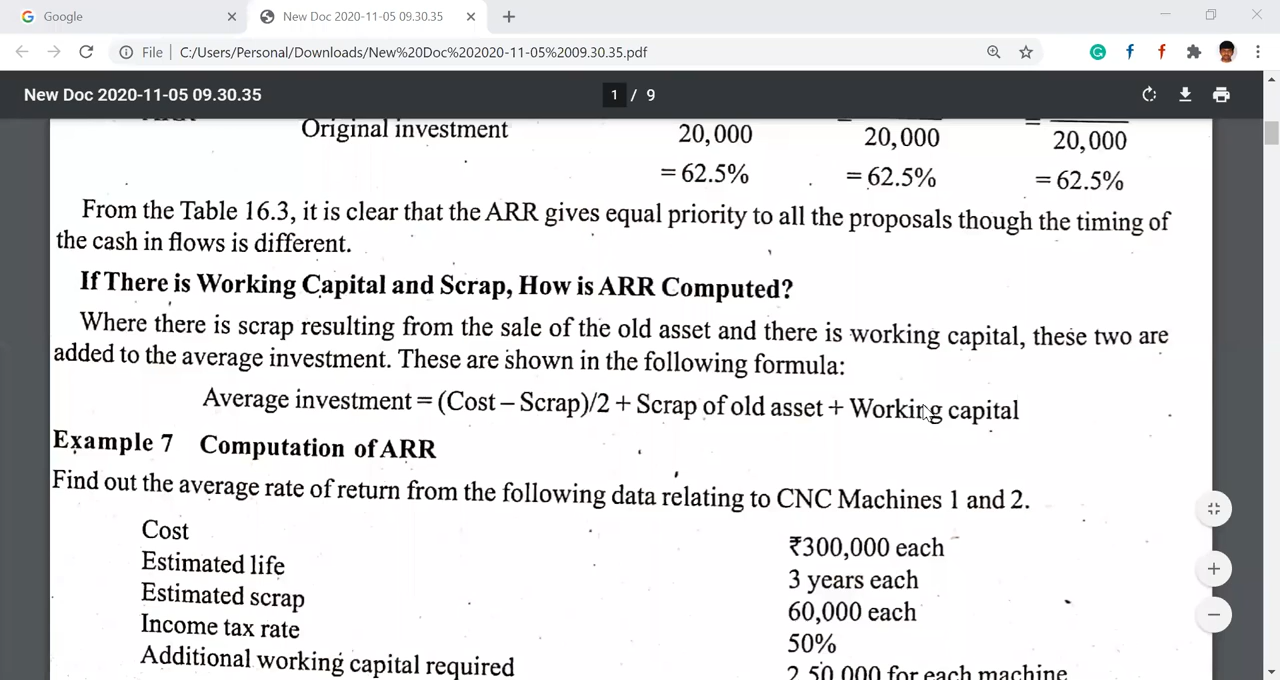 Google
New Doc 2020-11-05 09.30.35
File | C:/Users/Personal/Downloads/New%20Doc%202020-11-05%2009.30.35.pdf
New Doc 2020-11-05 09.30.35
1 / 9
Original investment 20,000 20,000 20,000
= 62.5% = 62.5% = 62.5%
From the Table 16.3, it is clear that the ARR gives equal priority to all the proposals though the timing of
the cash in flows is different.
If There is Working Capital and Scrap, How is ARR Computed?
Where there is scrap resulting from the sale of the old asset and there is working capital, these two are
added to the average investment. These are shown in the following formula:
Average investment = (Cost – Scrap)/2 + Scrap of old asset + Working capital
Example 7 Computation of ARR
Find out the average rate of return from the following data relating to CNC Machines 1 and 2.
Cost ₹300,000 each
Estimated life 3 years each
Estimated scrap 60,000 each
Income tax rate 50%
Additional working capital required 2,50,000 for each machine